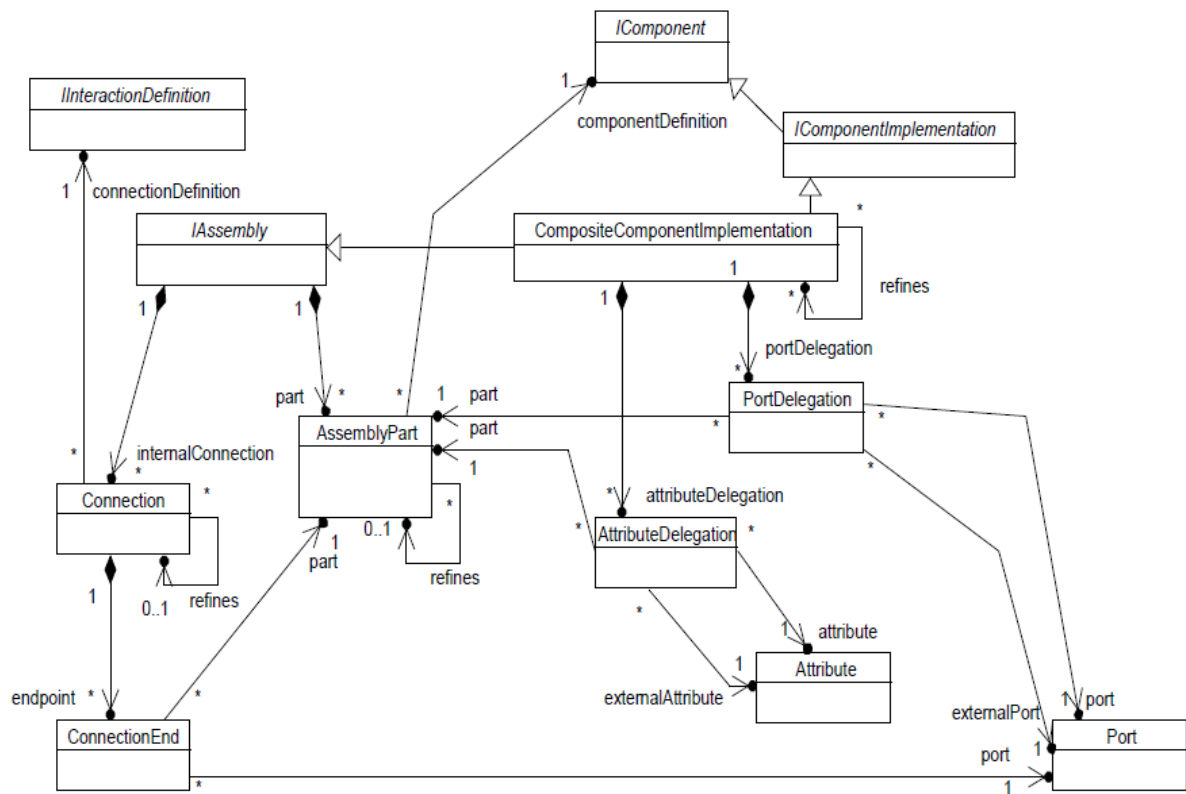 IComponent
1
componentDefinition
IInteractionDefinition
IComponentImplementation
1
connectionDefinition
IAssembly
CompositeComponentImplementation
*
1
1
1
1
*
refines
portDelegation
*
part
*
*
1
part
part
1
AssemblyPart
PortDelegation
*
*
*
*
internalConnection
*
Connection
*
*
attributeDelegation
*
0..1
refines
*
AttributeDelegation
*
1
part
0..1
refines
1
*
1
attribute
1
externalAttribute
Attribute
endpoint
*
*
ConnectionEnd
*
externalPort
1
port
1
Port
port
1